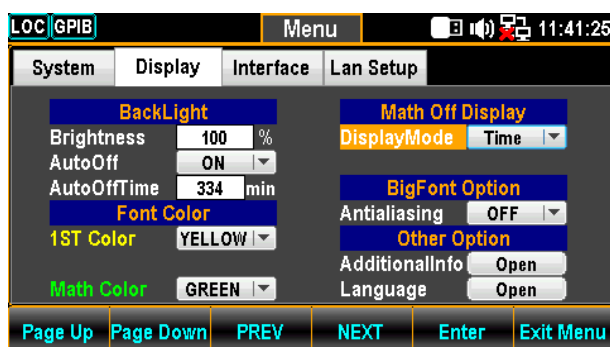 LOC GPIB Menu 11:41:25
System Display Interface Lan Setup
BackLight
Brightness 100 %
AutoOff ON
AutoOffTime 334 min
Font Color
1ST Color YELLOW
Math Color GREEN
Math Off Display
DisplayMode Time
BigFont Option
Antialiasing OFF
Other Option
AdditionalInfo Open
Language Open
Page Up Page Down PREV NEXT Enter Exit Menu